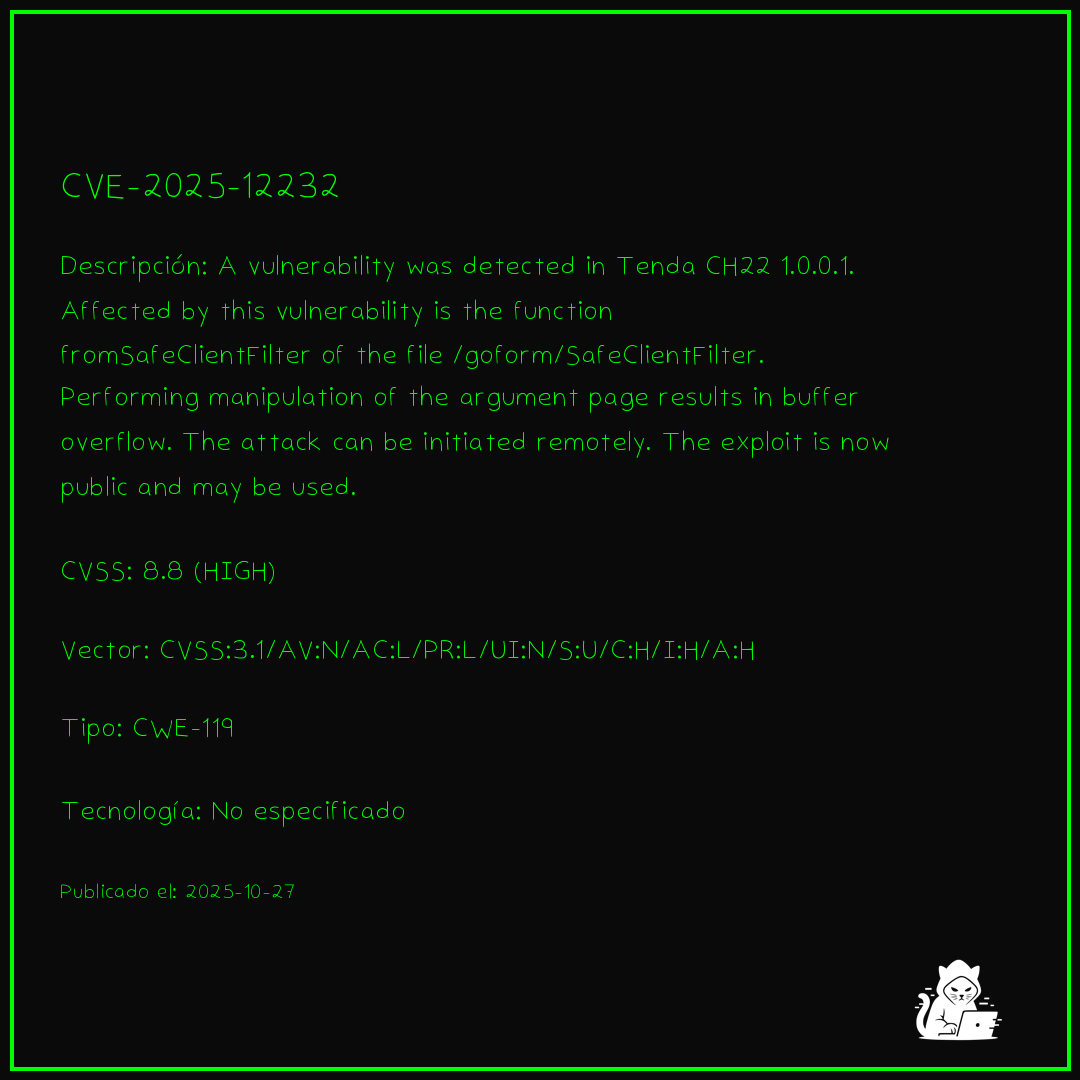 CVE-2025-12232
Descripción: A vulnerability was detected in Tenda CH22 1.0.0.1.
Affected by this vulnerability is the function
fromSafeClientFilter of the file /goform/SafeClientFilter.
Performing manipulation of the argument page results in buffer
overflow. The attack can be initiated remotely. The exploit is now
public and may be used.
CVSS: 8.8 (HIGH)
Vector: CVSS:3.1/AV:N/AC:L/PR:L/UI:N/S:U/C:H/I:H/A:H
Tipo: CWE-119
Tecnología: No especificado
Publicado el: 2025-10-27